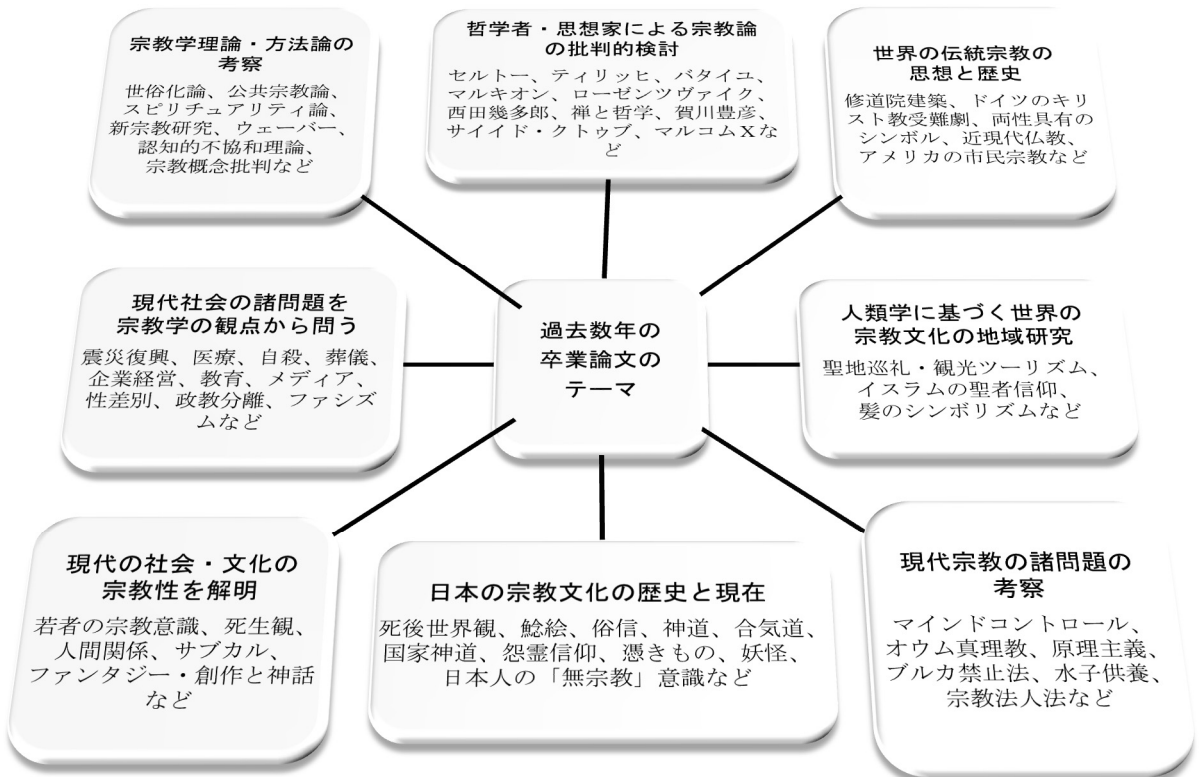 宗教学理論・方法論の
考察
世俗化論、公共宗教論、
スピリチュアリティ論、
新宗教研究、ウェーバー、
認知的不協和理論、
宗教概念批判など
哲学者・思想家による宗教論
の批判的検討
セルトー、ティリッヒ、バタイユ、
マルキオン、ローゼンツヴァイク、
西田幾多郎、禅と哲学、賀川豊彦、
サイイド・クトゥブ、マルコムXな
ど
世界の伝統宗教の
思想と歴史
修道院建築、ドイツのキリ
スト教受難劇、両性具有の
シンボル、近現代仏教、
アメリカの市民宗教など
現代社会の諸問題を
宗教学の観点から問う
震災復興、医療、自殺、葬儀、
企業経営、教育、メディア、
性差別、政教分離、ファシズ
ムなど
過去数年の
卒業論文の
テーマ
人類学に基づく世界の
宗教文化の地域研究
聖地巡礼・観光ツーリズム、
イスラムの聖者信仰、
髪のシンボリズムなど
現代の社会・文化の
宗教性を解明
若者の宗教意識、死生観、
人間関係、サブカル、
ファンタジー・創作と神話
など
日本の宗教文化の歴史と現在
死後世界観、鯰絵、俗信、神道、合気道、
国家神道、怨霊信仰、憑きもの、妖怪、
日本人の「無宗教」意識など
現代宗教の諸問題の
考察
マインドコントロール、
オウム真理教、原理主義、
ブルカ禁止法、水子供養、
宗教法人法など